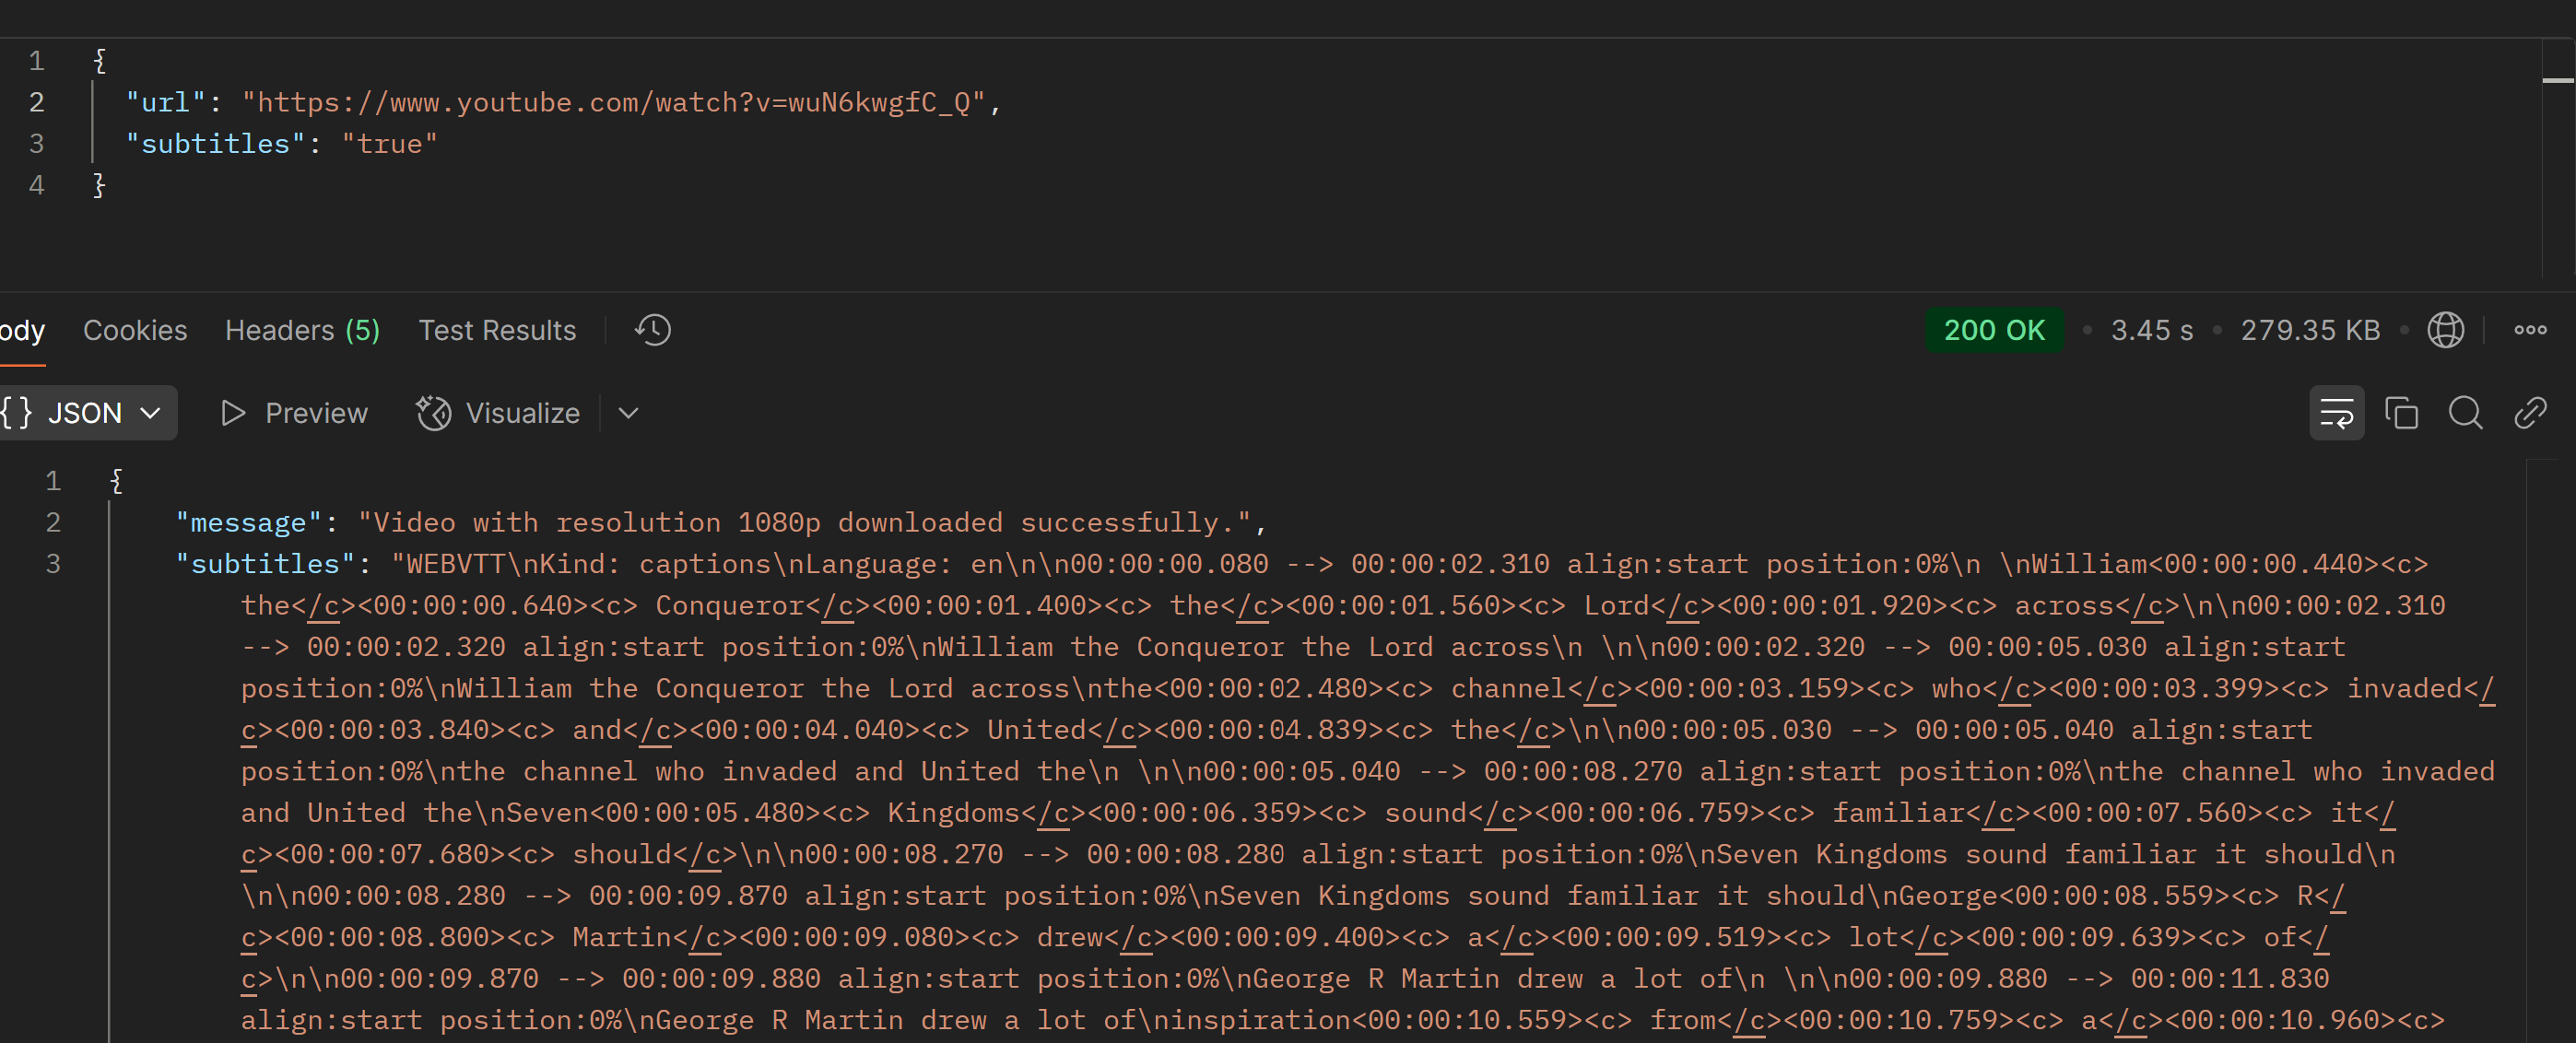 1 {
2 "url": "https://www.youtube.com/watch?v=wuN6kwgfC_Q",
3 "subtitles": "true"
4 }
ody Cookies Headers (5) Test Results 200 OK • 3.45 s • 279.35 KB •
{} JSON Preview Visualize
1 {
2 "message": "Video with resolution 1080p downloaded successfully.",
3 "subtitles": "WEBVTT\nKind: captions\nLanguage: en\n\n00:00:00.080 --> 00:00:02.310 align:start position:0%\n \nWilliam<00:00:00.440><c>
the</c><00:00:00.640><c> Conqueror</c><00:00:01.400><c> the</c><00:00:01.560><c> Lord</c><00:00:01.920><c> across</c>\n\n00:00:02.310
--> 00:00:02.320 align:start position:0%\nWilliam the Conqueror the Lord across\n \n\n00:00:02.320 --> 00:00:05.030 align:start
position:0%\nWilliam the Conqueror the Lord across\nthe<00:00:02.480><c> channel</c><00:00:03.159><c> who</c><00:00:03.399><c> invaded</
c><00:00:03.840><c> and</c><00:00:04.040><c> United</c><00:00:04.839><c> the</c>\n\n00:00:05.030 --> 00:00:05.040 align:start
position:0%\nthe channel who invaded and United the\n \n\n00:00:05.040 --> 00:00:08.270 align:start position:0%\nthe channel who invaded
and United the\nSeven<00:00:05.480><c> Kingdoms</c><00:00:06.359><c> sound</c><00:00:06.759><c> familiar</c><00:00:07.560><c> it</
c><00:00:07.680><c> should</c>\n\n00:00:08.270 --> 00:00:08.280 align:start position:0%\nSeven Kingdoms sound familiar it should\n
\n\n00:00:08.280 --> 00:00:09.870 align:start position:0%\nSeven Kingdoms sound familiar it should\nGeorge<00:00:08.559><c> R</
c><00:00:08.800><c> Martin</c><00:00:09.080><c> drew</c><00:00:09.400><c> a</c><00:00:09.519><c> lot</c><00:00:09.639><c> of</
c>\n\n00:00:09.870 --> 00:00:09.880 align:start position:0%\nGeorge R Martin drew a lot of\n \n\n00:00:09.880 --> 00:00:11.830
align:start position:0%\nGeorge R Martin drew a lot of\ninspiration<00:00:10.559><c> from</c><00:00:10.759><c> a</c><00:00:10.960><c>